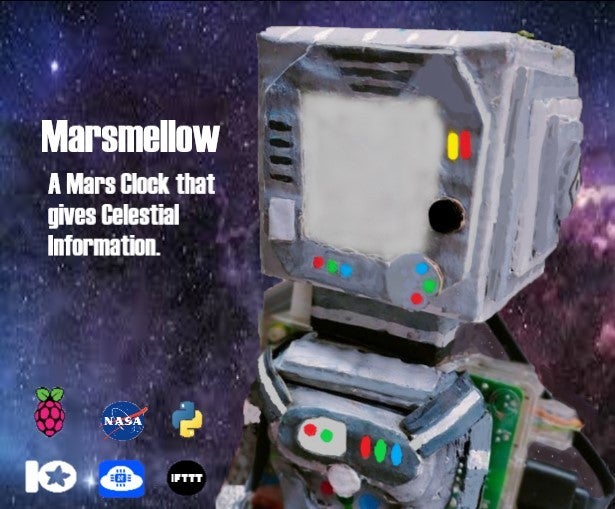 Marsmellow
A Mars Clock that
gives Celestial
Information.
NASA
IFTTT